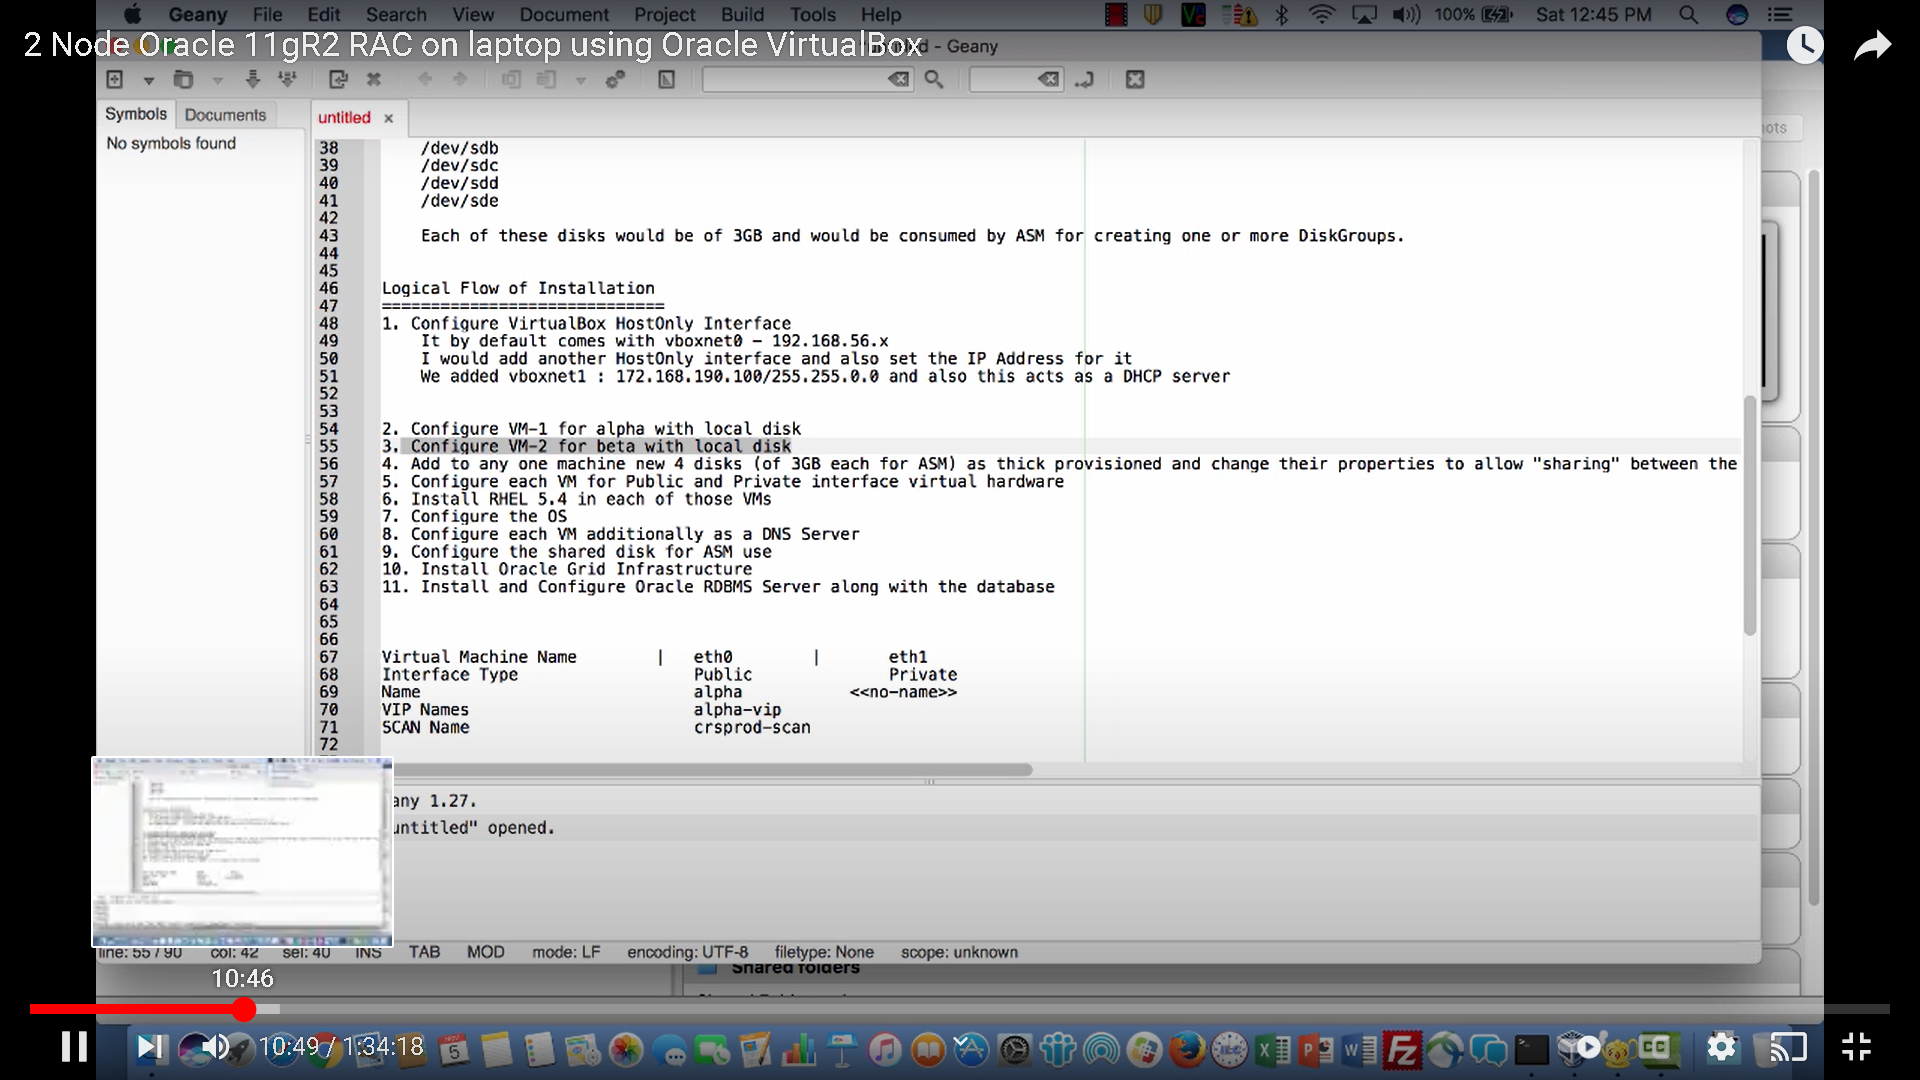 Geany File Edit Search View Document Project Build Tools Help 100% Sat 12:45 PM
2 Node Oracle 11gR2 RAC on laptop using Oracle VirtualBox - Geany
Symbols Documents untitled
No symbols found
38 /dev/sdb
39 /dev/sdc
40 /dev/sdd
41 /dev/sde
42
43 Each of these disks would be of 3GB and would be consumed by ASM for creating one or more DiskGroups.
44
45
46 Logical Flow of Installation
47 =============================
48 1. Configure VirtualBox HostOnly Interface
49 It by default comes with vboxnet0 - 192.168.56.x
50 I would add another HostOnly interface and also set the IP Address for it
51 We added vboxnet1 : 172.168.190.100/255.255.0.0 and also this acts as a DHCP server
52
53
54 2. Configure VM-1 for alpha with local disk
55 3. Configure VM-2 for beta with local disk
56 4. Add to any one machine new 4 disks (of 3GB each for ASM) as thick provisioned and change their properties to allow "sharing" between the
57 5. Configure each VM for Public and Private interface virtual hardware
58 6. Install RHEL 5.4 in each of those VMs
59 7. Configure the OS
60 8. Configure each VM additionally as a DNS Server
61 9. Configure the shared disk for ASM use
62 10. Install Oracle Grid Infrastructure
63 11. Install and Configure Oracle RDBMS Server along with the database
64
65
66
67 Virtual Machine Name | eth0 | eth1
68 Interface Type Public Private
69 Name alpha <<no-name>>
70 VIP Names alpha-vip
71 SCAN Name crsprod-scan
72
any 1.27.
untitled" opened.
line: 55 / 90 col: 42 sel: 40 INS TAB MOD mode: LF encoding: UTF-8 filetype: None scope: unknown
Shared folders
10:46
10:49 / 1:34:18
5
CC